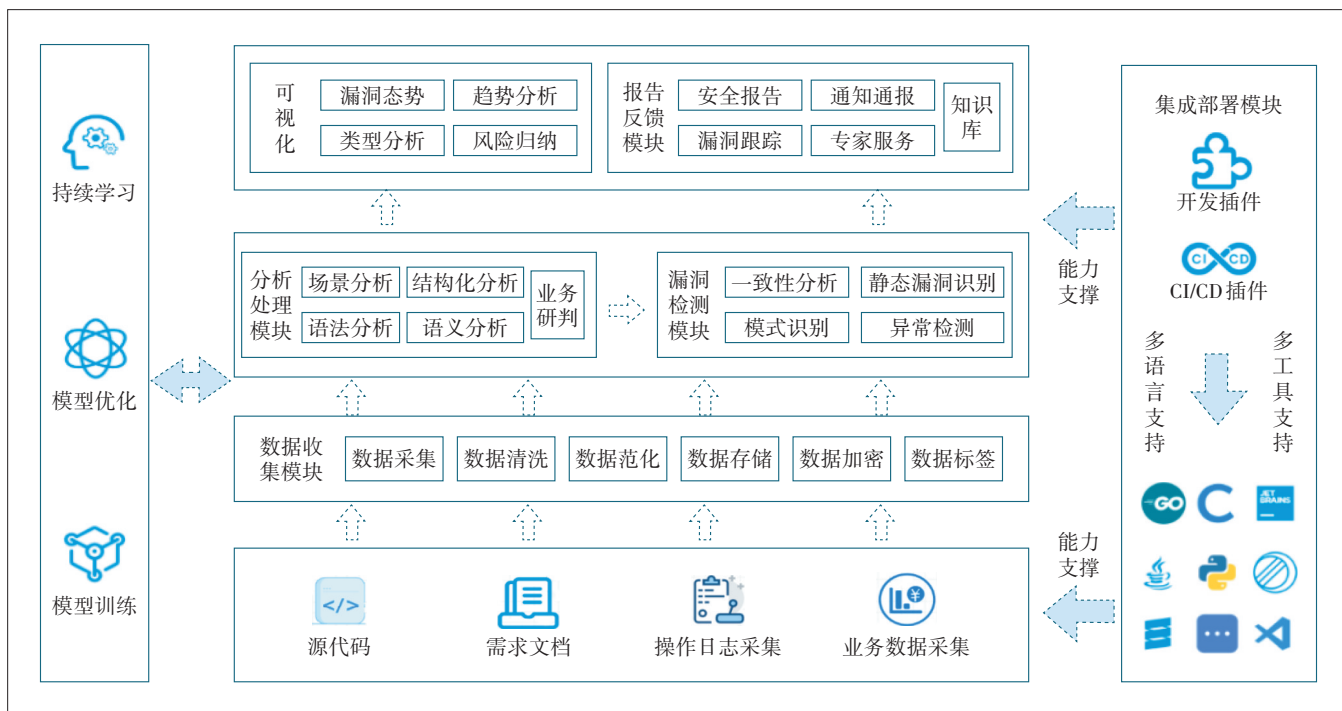 持续学习
模型优化
模型训练
可视化
漏洞态势
趋势分析
类型分析
风险归纳
报告
反馈
模块
安全报告
通知通报
漏洞跟踪
专家服务
知识
库
分析
处理
模块
场景分析
结构化分析
语法分析
语义分析
业务
研判
漏洞
检测
模块
一致性分析
静态漏洞识别
模式识别
异常检测
数据收
集模块
数据采集
数据清洗
数据范化
数据存储
数据加密
数据标签
</>
源代码
需求文档
操作日志采集
业务数据采集
能力
支撑
能力
支撑
集成部署模块
开发插件
CI CD
CI/CD 插件
多语言支持
多工具支持
GO
C
JET
BRAINS